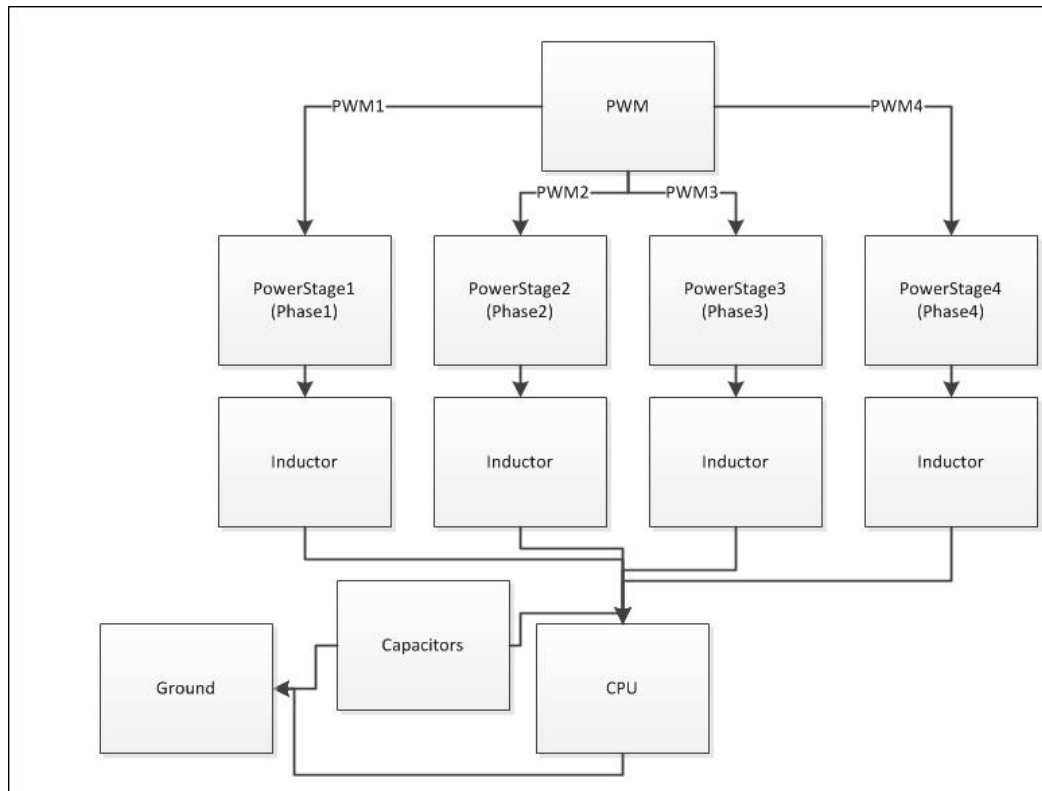 PWM
PWM1
PWM4
PWM2
PWM3
PowerStage1
(Phase1)
PowerStage2
(Phase2)
PowerStage3
(Phase3)
PowerStage4
(Phase4)
Inductor
Inductor
Inductor
Inductor
Capacitors
Ground
CPU